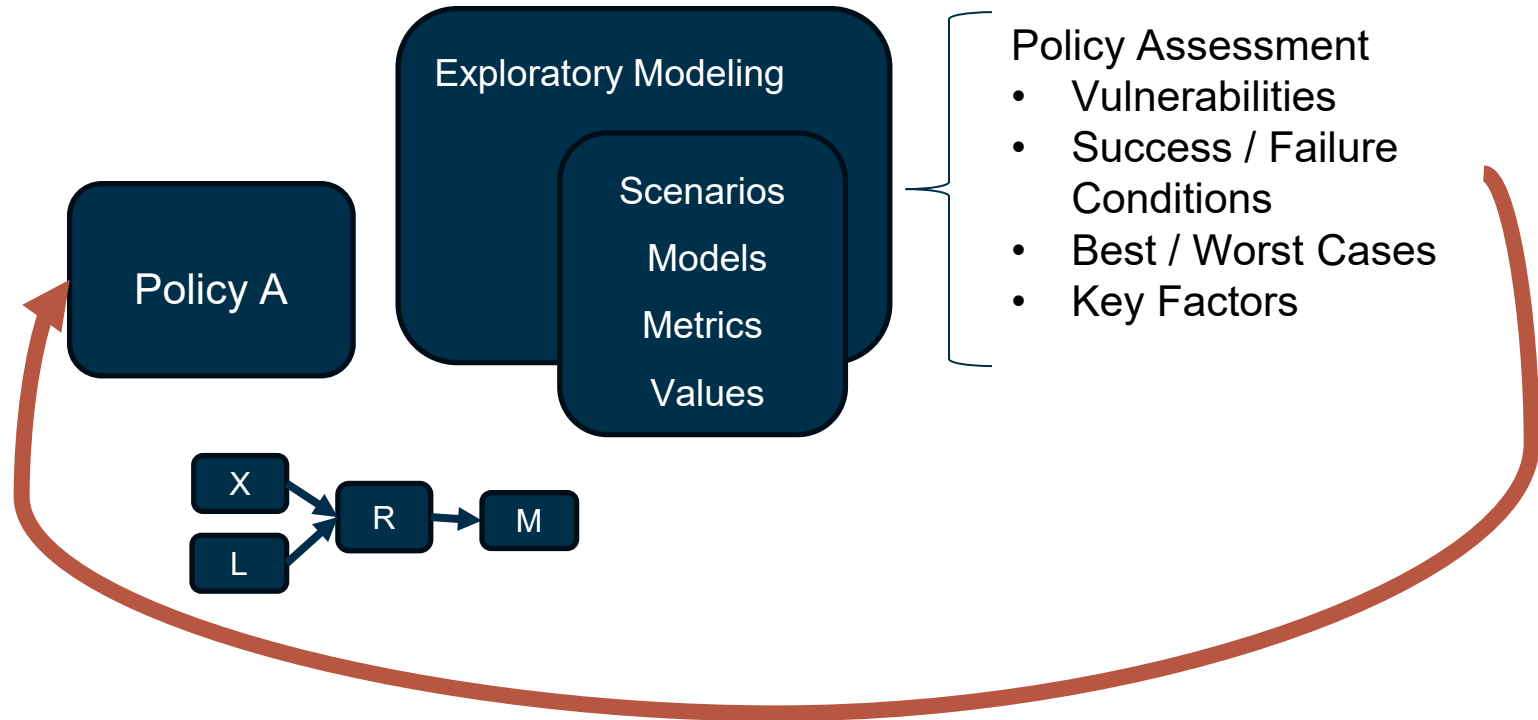 Exploratory Modeling
Scenarios
Models
Metrics
Values
Policy A
Policy Assessment
• Vulnerabilities
• Success / Failure
Conditions
• Best / Worst Cases
• Key Factors
X
L
R
M